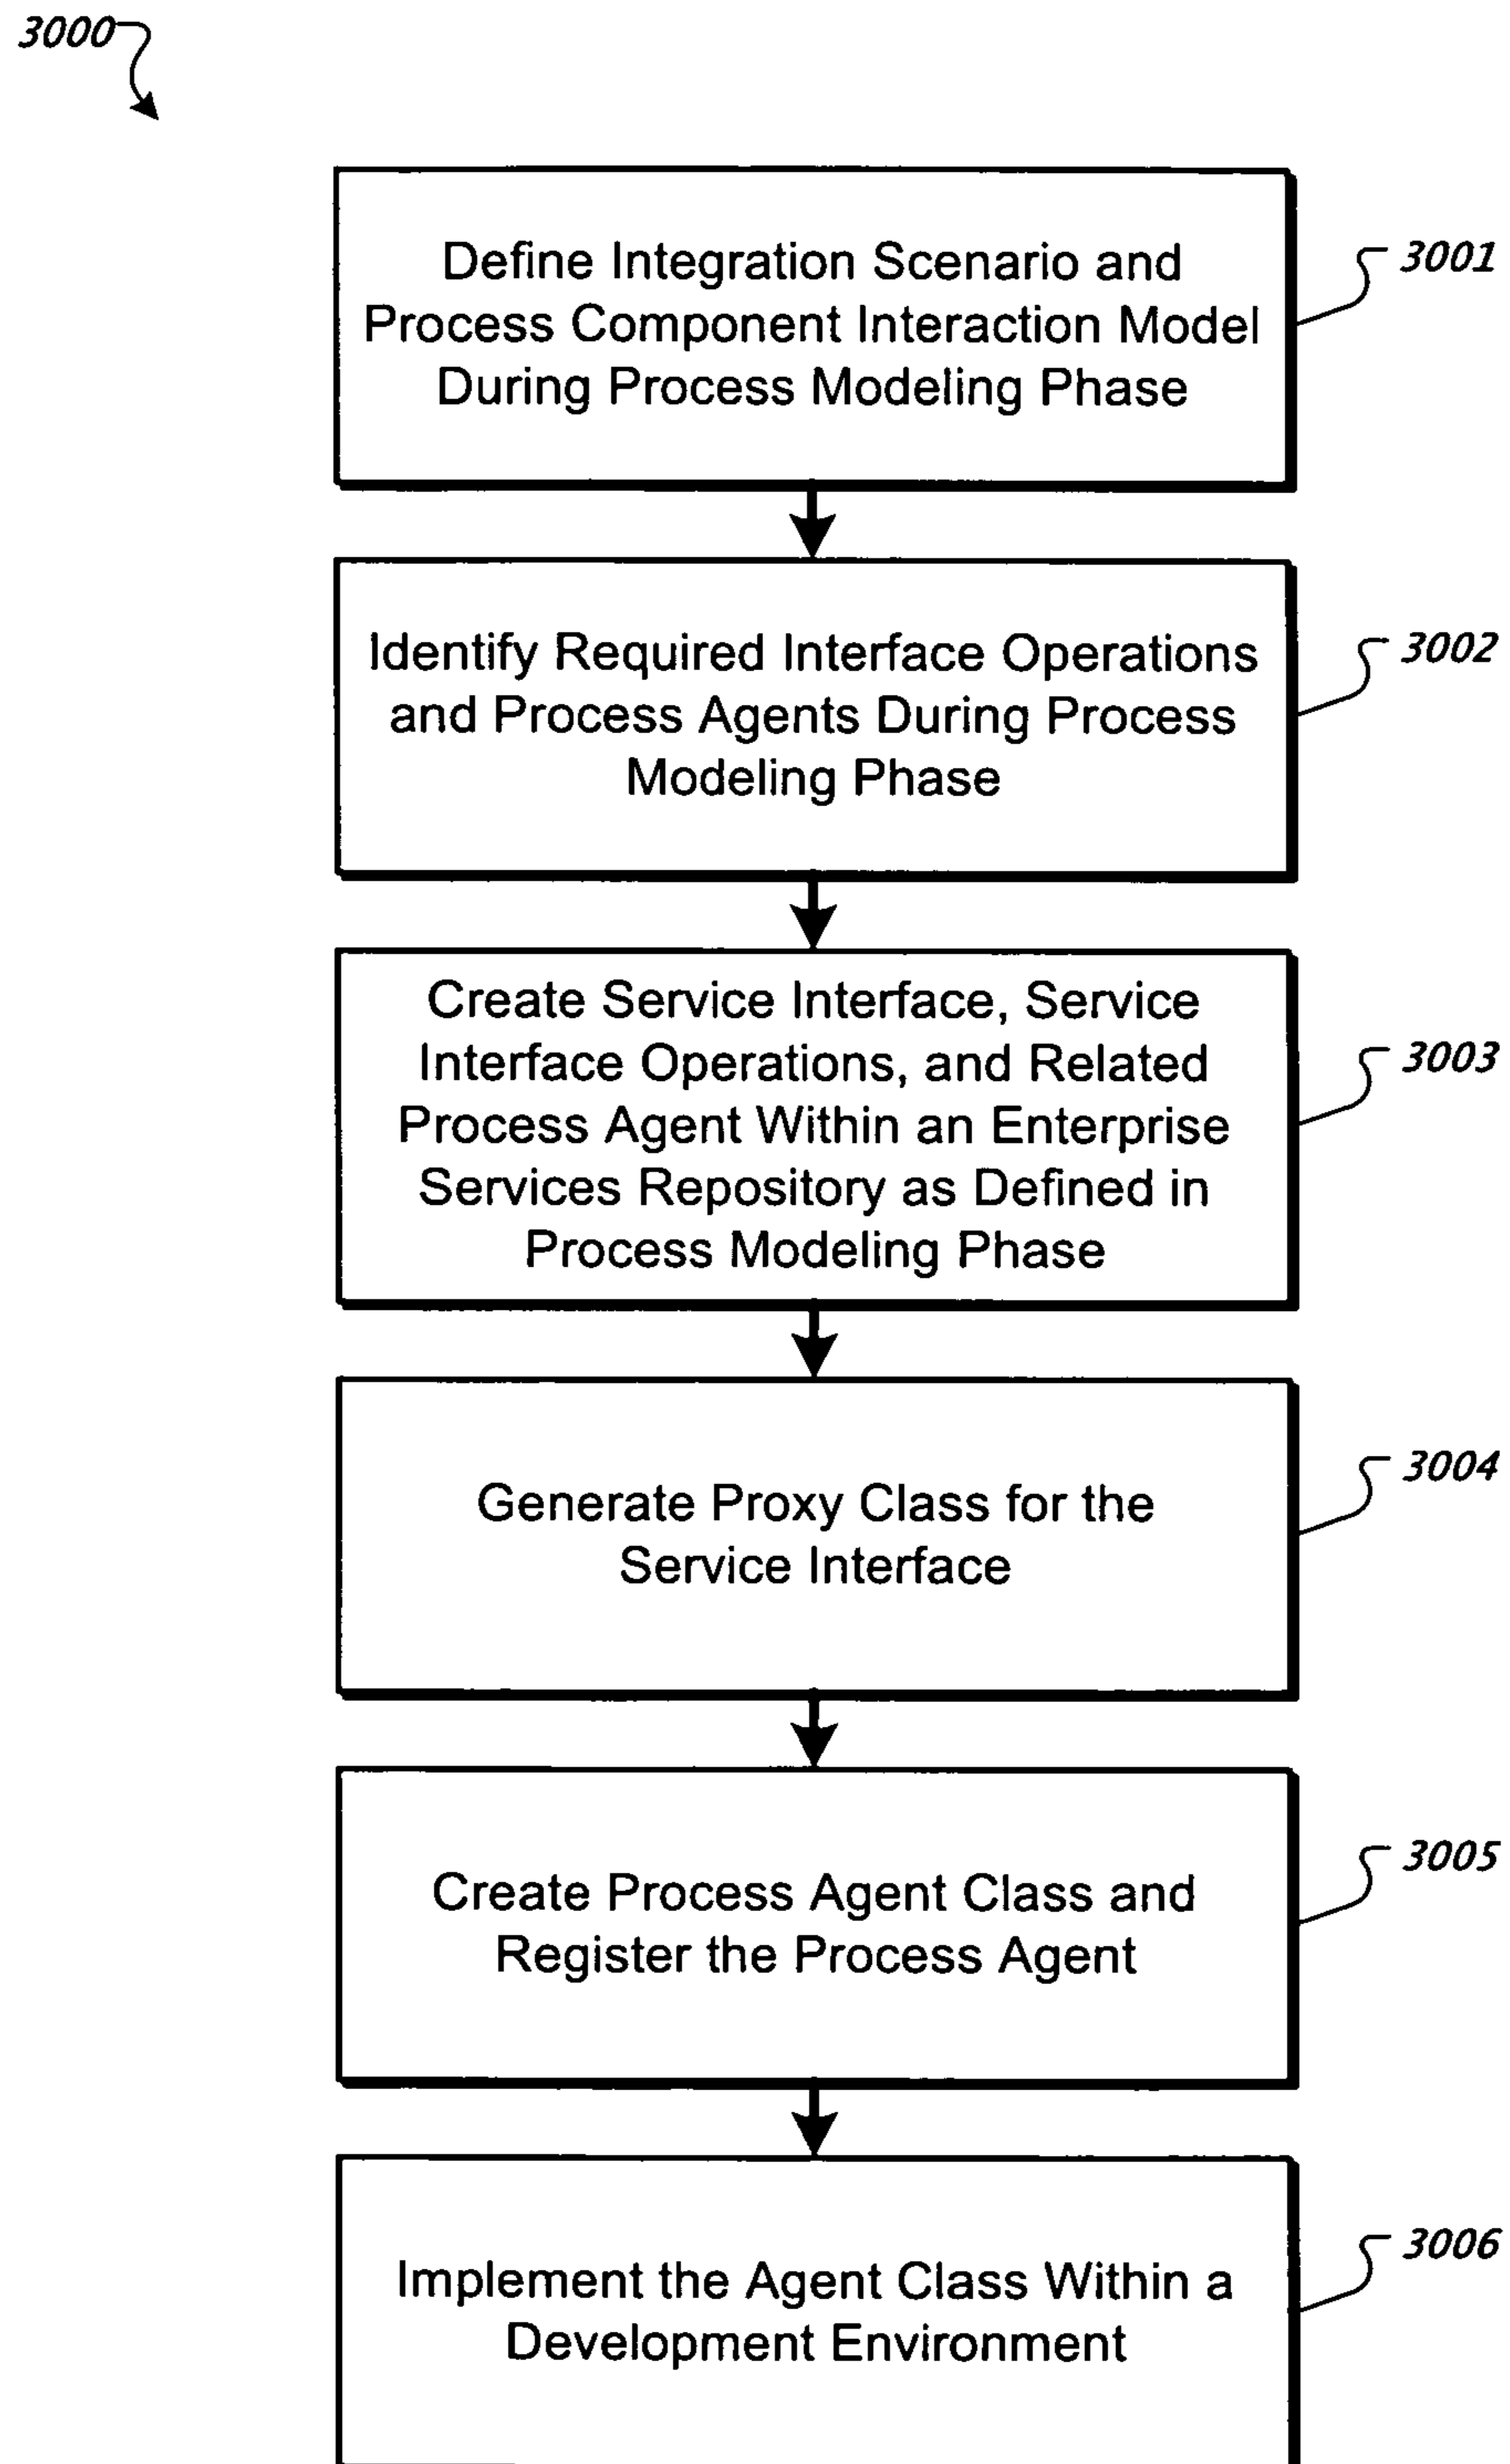 3000
Define Integration Scenario and
Process Component Interaction Model
During Process Modeling Phase
3001
Identify Required Interface Operations
and Process Agents During Process
Modeling Phase
3002
Create Service Interface, Service
Interface Operations, and Related
Process Agent Within an Enterprise
Services Repository as Defined in
Process Modeling Phase
3003
Generate Proxy Class for the
Service Interface
3004
Create Process Agent Class and
Register the Process Agent
3005
Implement the Agent Class Within a
Development Environment
3006